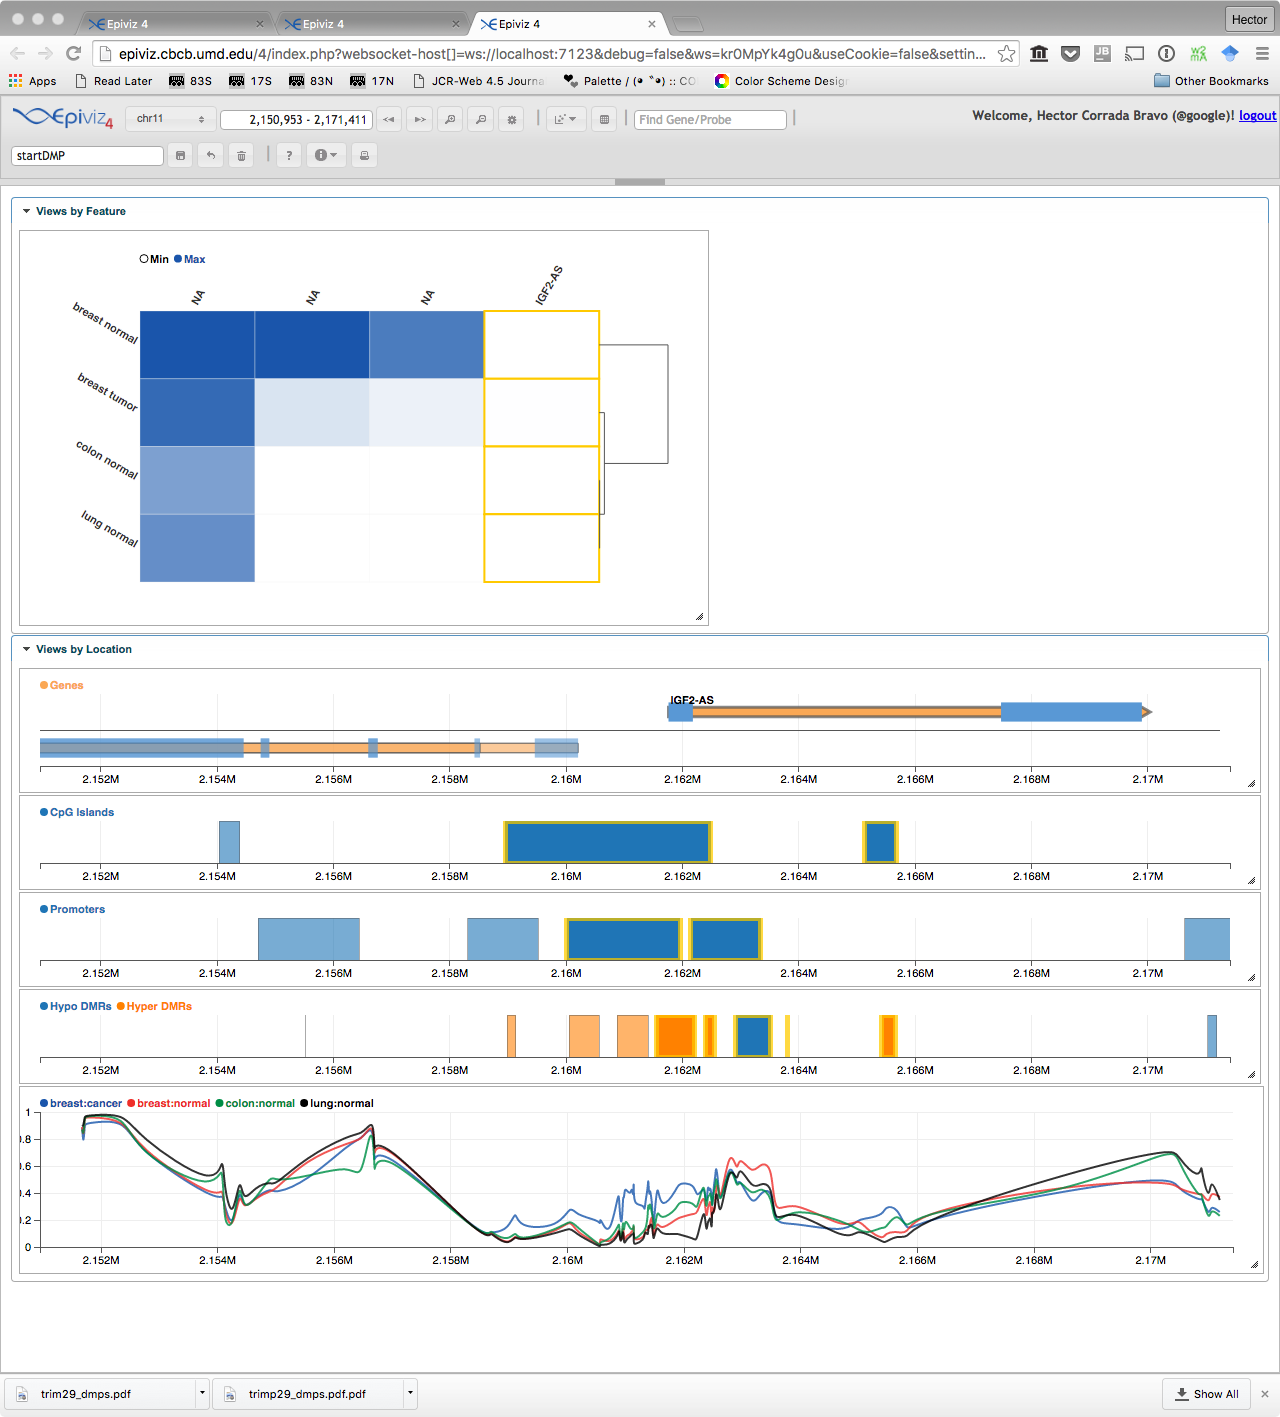 Epiviz 4
Epiviz 4
Epiviz 4
Hector
epiviz.cbcb.umd.edu/4/index.php?websocket-host[]=ws://localhost:7123&debug=false&ws=kr0MpYk4g0u&useCookie=false&settin...
Apps
Read Later
83S
17S
83N
17N
JCR-Web 4.5 Journa
Palette / (◕ ˘◕) :: CO
Color Scheme Desig
Other Bookmarks
Epiviz4
chr11
2,150,953 - 2,171,411
Find Gene/Probe
Welcome, Hector Corrada Bravo (@google)! logout
startDMP
Views by Feature
Min Max
NA NA NA IGF2-AS
breast normal
breast tumor
colon normal
lung normal
Views by Location
Genes
IGF2-AS
2.152M 2.154M 2.156M 2.158M 2.16M 2.162M 2.164M 2.166M 2.168M 2.17M
CpG Islands
2.152M 2.154M 2.156M 2.158M 2.16M 2.162M 2.164M 2.166M 2.168M 2.17M
Promoters
2.152M 2.154M 2.156M 2.158M 2.16M 2.162M 2.164M 2.166M 2.168M 2.17M
Hypo DMRs Hyper DMRs
2.152M 2.154M 2.156M 2.158M 2.16M 2.162M 2.164M 2.166M 2.168M 2.17M
breast:cancer breast:normal colon:normal lung:normal
1
0.8
0.6
0.4
0.2
0
2.152M 2.154M 2.156M 2.158M 2.16M 2.162M 2.164M 2.166M 2.168M 2.17M
trim29_dmps.pdf
trimp29_dmps.pdf.pdf
Show All